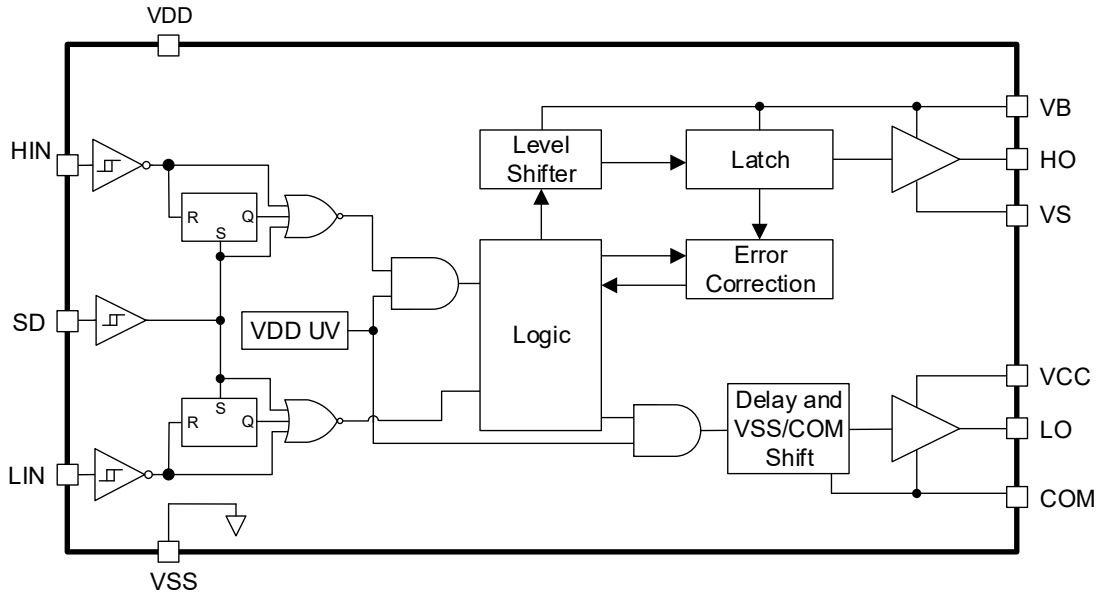 VDD
VB
HIN
Level
Shifter
Latch
HO
R
Q
S
VS
Error
Correction
SD
VDD UV
Logic
VCC
S
R
Q
Delay and
VSS/COM
Shift
LO
LIN
COM
VSS